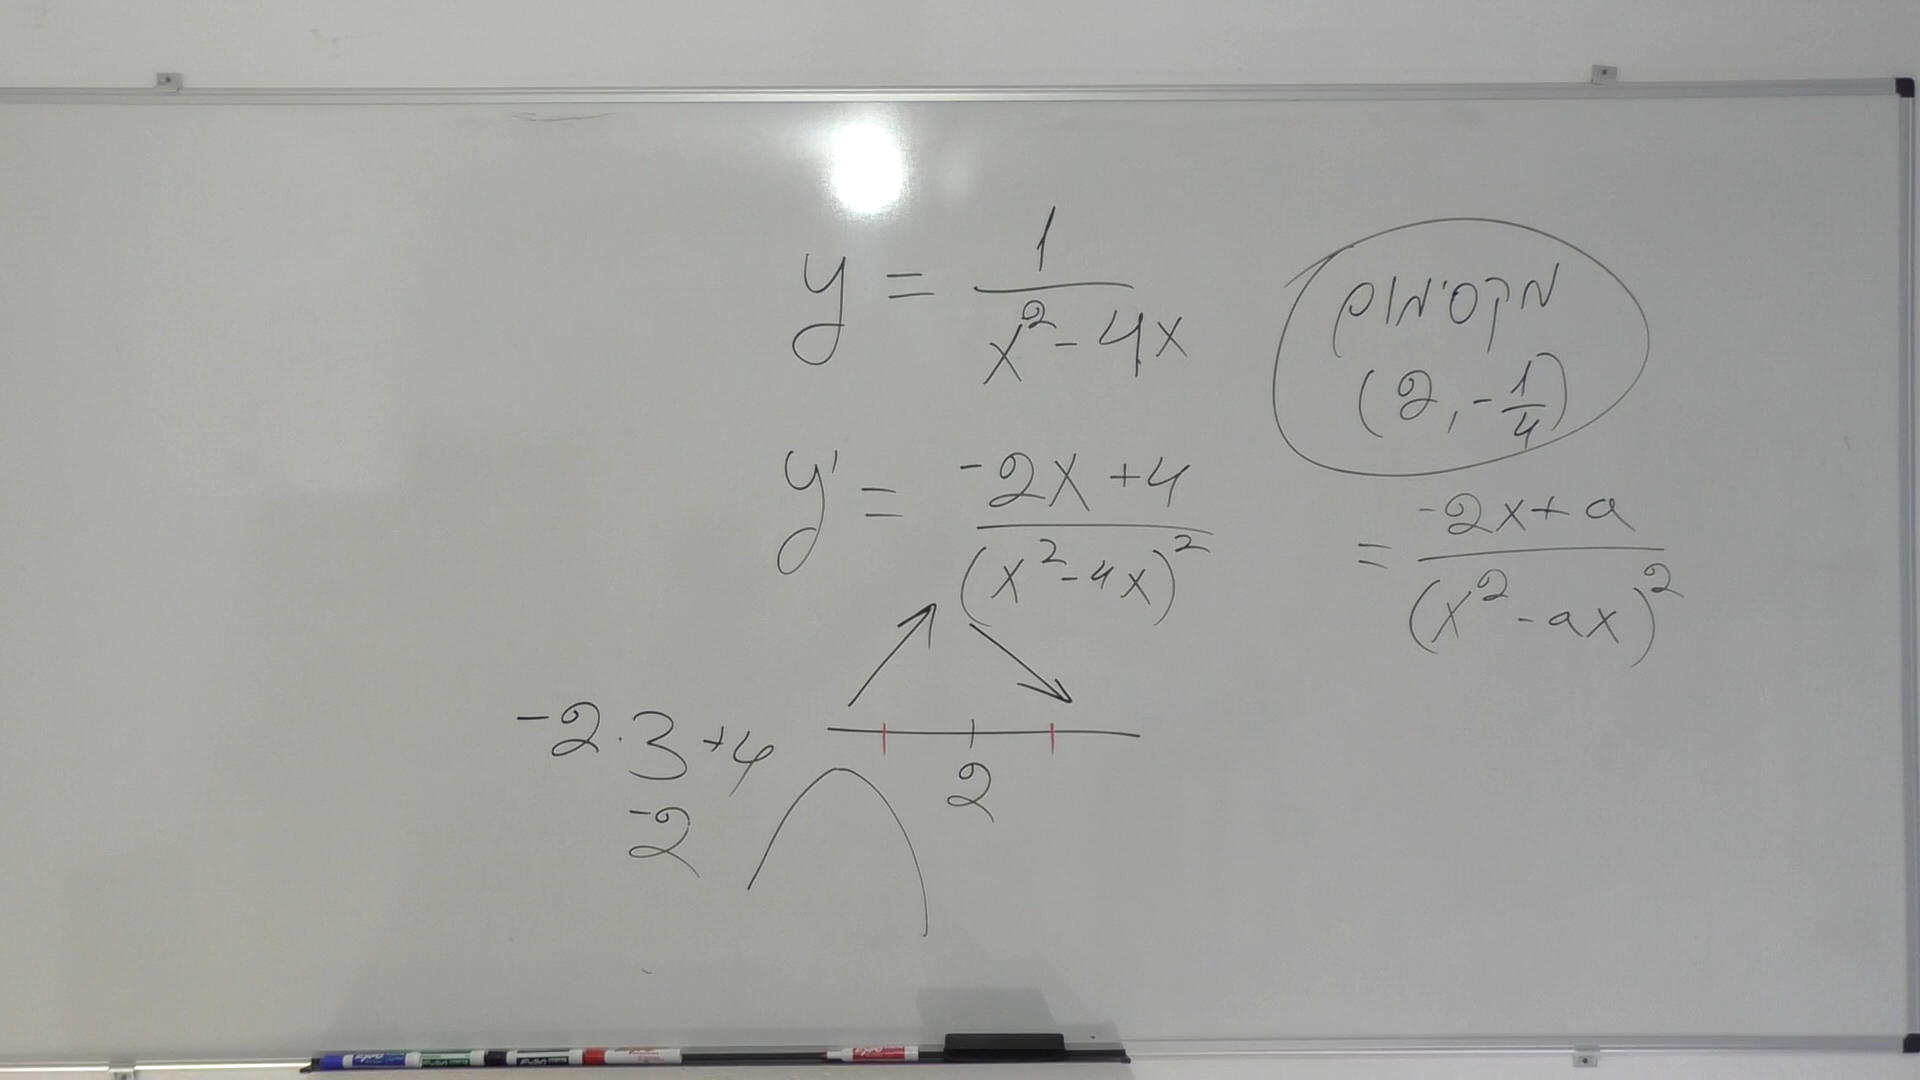 y = 1/(x² - 4x)
מקסימום
(2, -1/4)
y' = (-2x + 4)/(x² - 4x)²
= (-2x + a)/(x² - ax)²
-2·3+4
-2
2